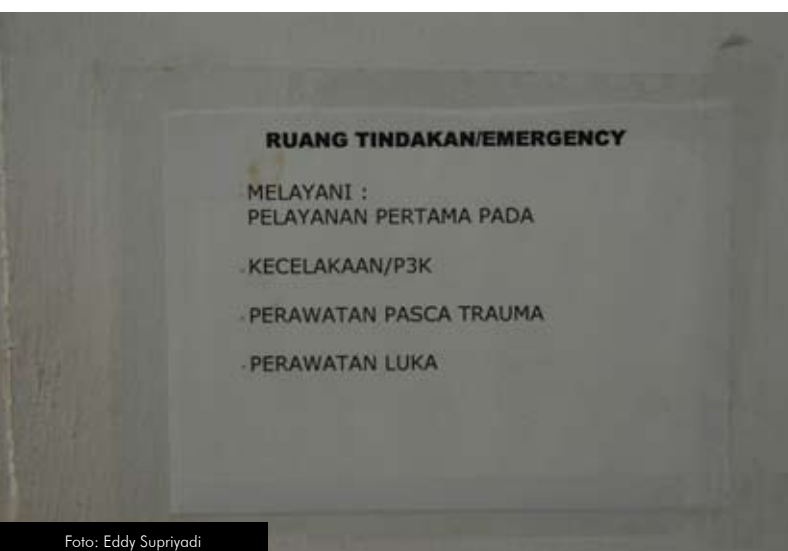 RUANG TINDAKAN/EMERGENCY
MELAYANI :
PELAYANAN PERTAMA PADA
-KECELAKAAN/P3K
-PERAWATAN PASCA TRAUMA
-PERAWATAN LUKA
Foto: Eddy Supriyadi